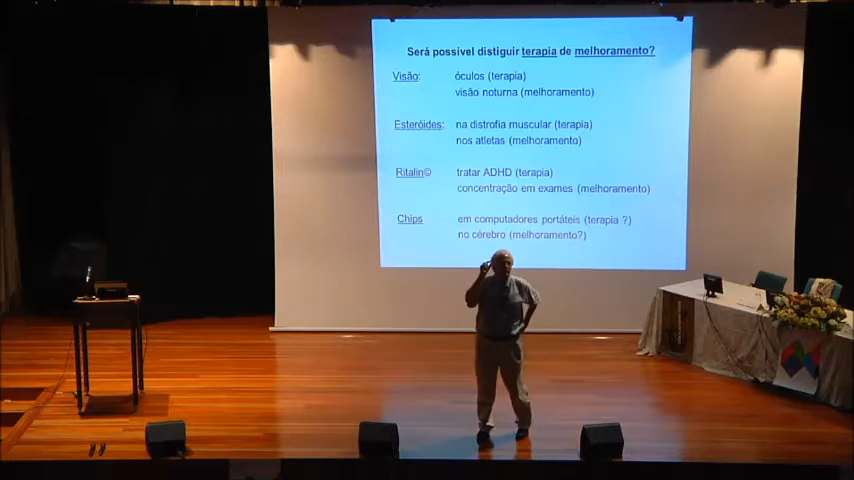 Será possível distiguir terapia de melhoramento?
Visão: óculos (terapia)
visão noturna (melhoramento)
Esteróides: na distrofia muscular (terapia)
nos atletas (melhoramento)
Ritalin© tratar ADHD (terapia)
concentração em exames (melhoramento)
Chips em computadores portáteis (terapia ?)
no cérebro (melhoramento?)